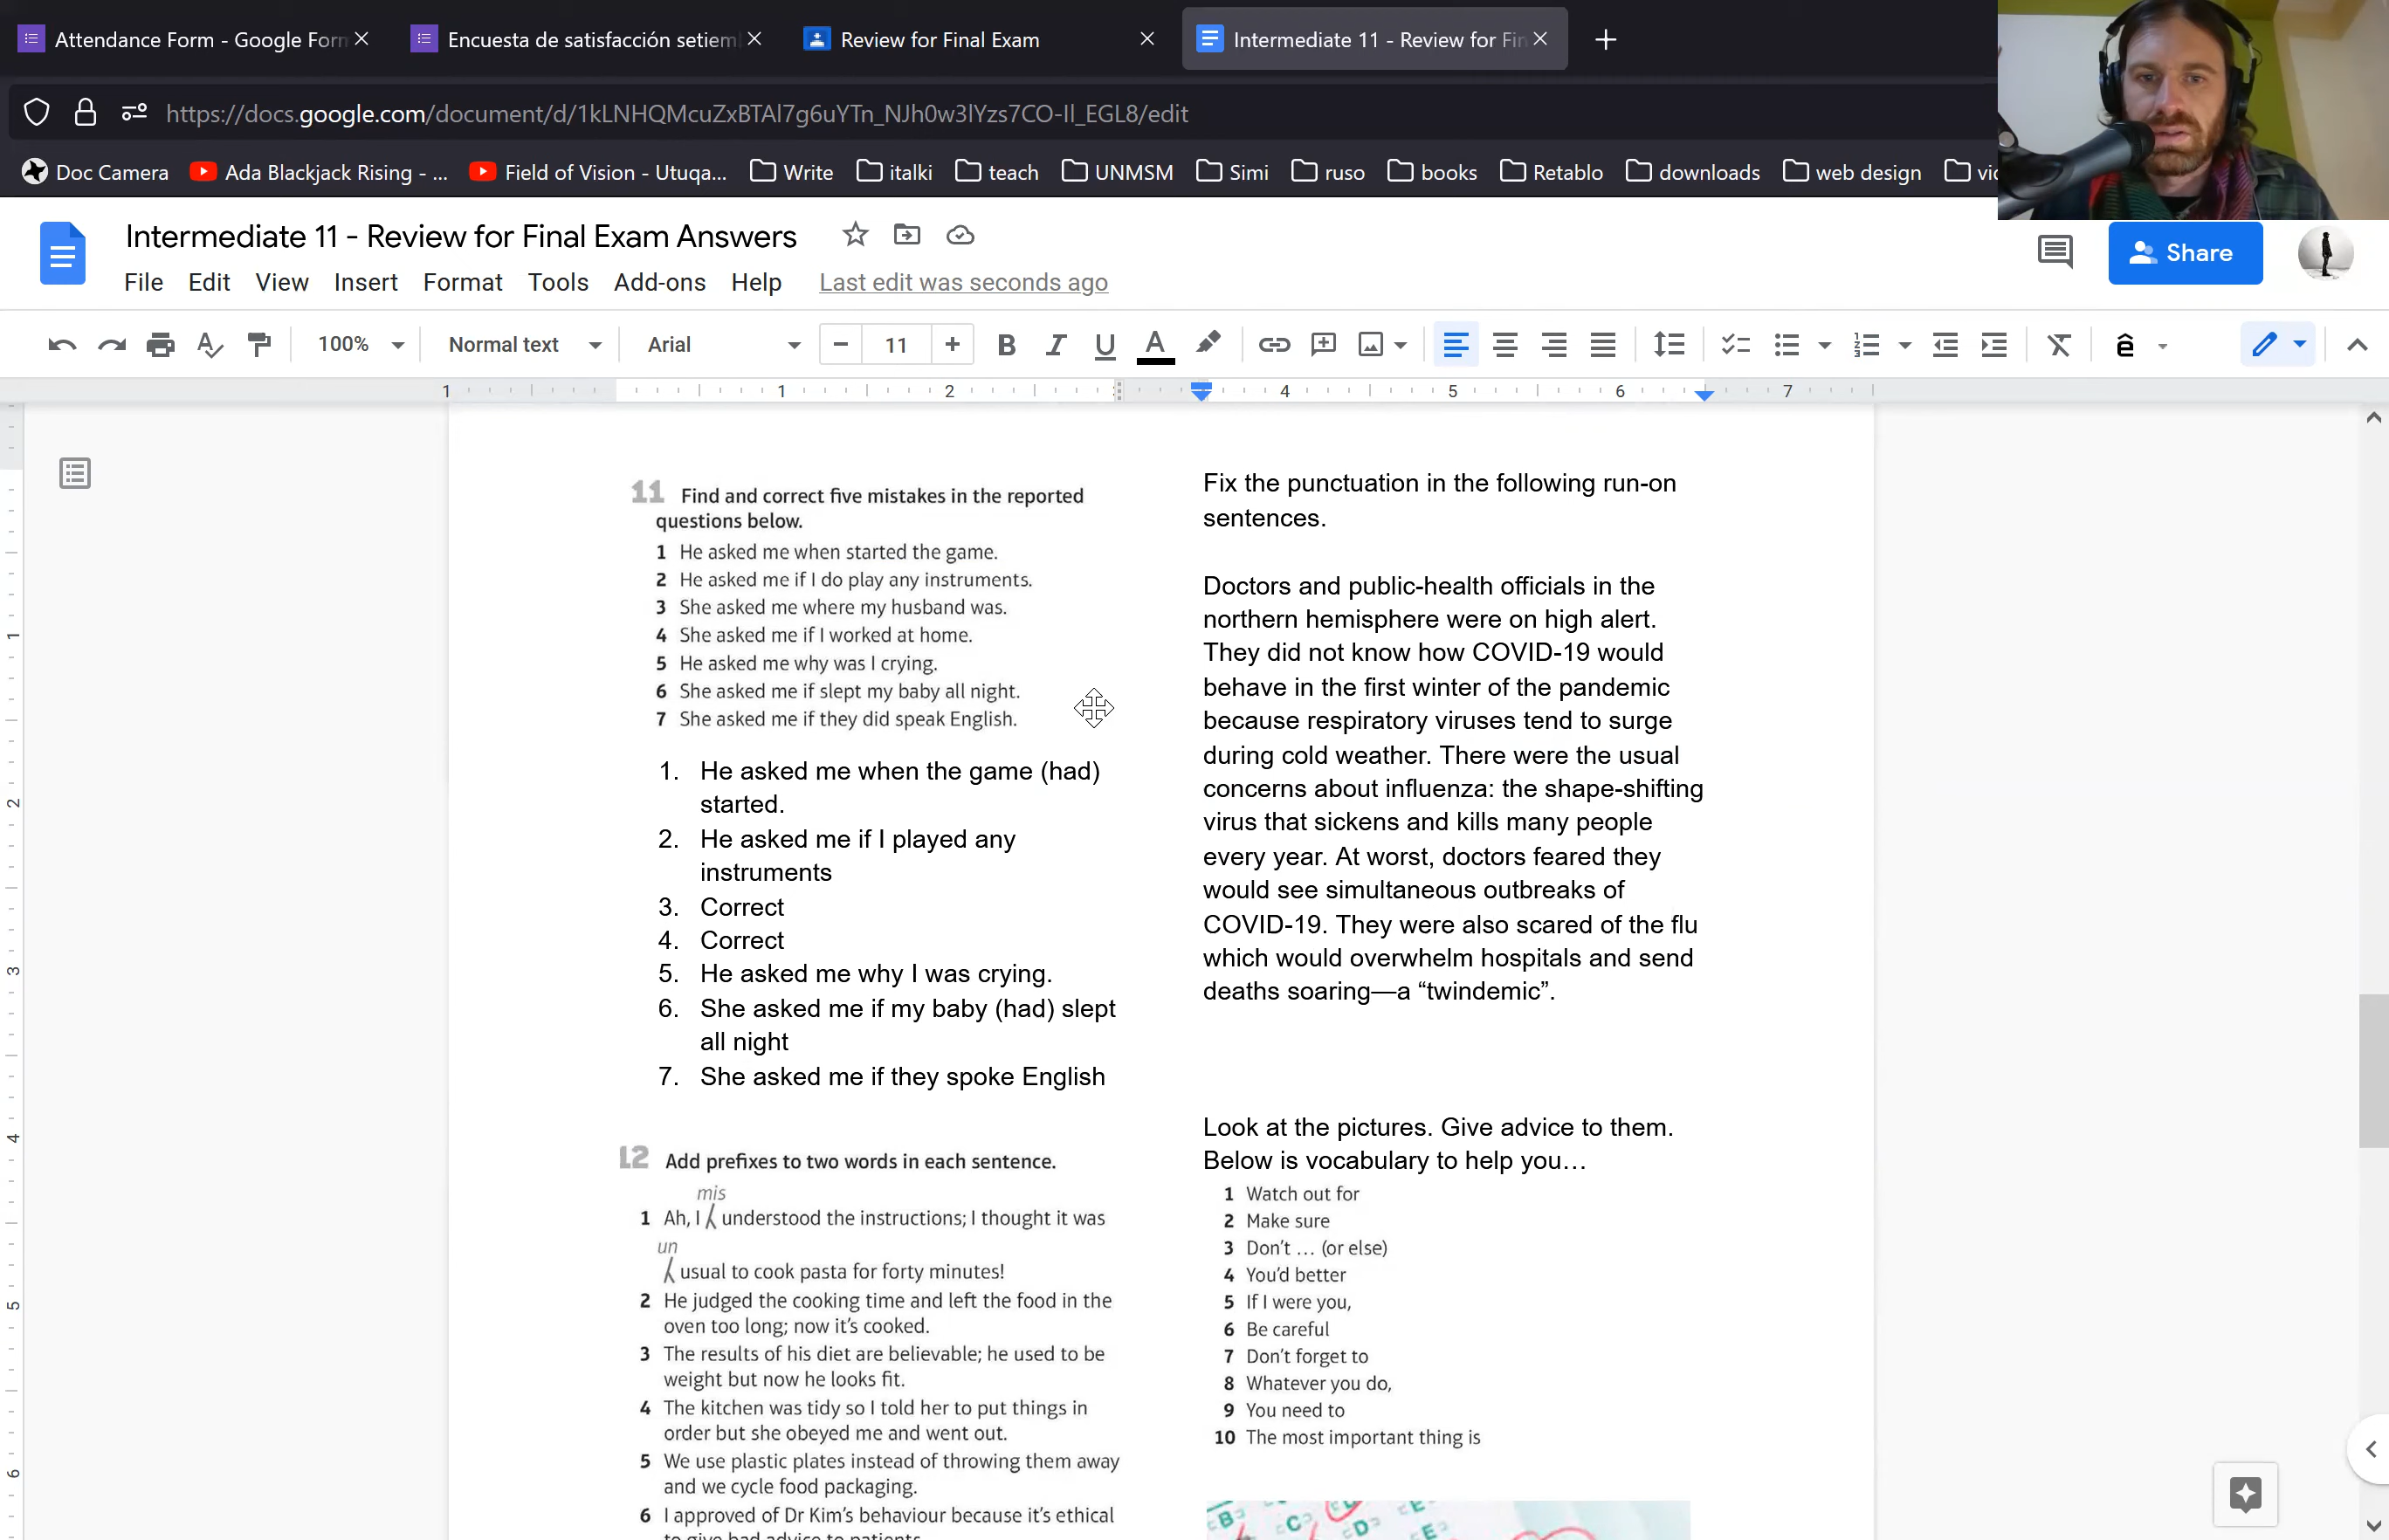 Attendance Form - Google Form
Encuesta de satisfacción setiem
Review for Final Exam
Intermediate 11 - Review for Fin
https://docs.google.com/document/d/1kLNHQMcuZxBTAl7g6uYTn_NJh0w3lYzs7CO-Il_EGL8/edit
Doc Camera
Ada Blackjack Rising - ...
Field of Vision - Utuqa...
Write
italki
teach
UNMSM
Simi
ruso
books
Retablo
downloads
web design
Intermediate 11 - Review for Final Exam Answers
File Edit View Insert Format Tools Add-ons Help Last edit was seconds ago
Share
100% Normal text Arial 11
1 1 2 4 5 6 7
11 Find and correct five mistakes in the reported
questions below.
1 He asked me when started the game.
2 He asked me if I do play any instruments.
3 She asked me where my husband was.
4 She asked me if I worked at home.
5 He asked me why was I crying.
6 She asked me if slept my baby all night.
7 She asked me if they did speak English.
1. He asked me when the game (had)
started.
2. He asked me if I played any
instruments
3. Correct
4. Correct
5. He asked me why I was crying.
6. She asked me if my baby (had) slept
all night
7. She asked me if they spoke English
12 Add prefixes to two words in each sentence.
mis
1 Ah, I understood the instructions; I thought it was
un
usual to cook pasta for forty minutes!
2 He judged the cooking time and left the food in the
oven too long; now it's cooked.
3 The results of his diet are believable; he used to be
weight but now he looks fit.
4 The kitchen was tidy so I told her to put things in
order but she obeyed me and went out.
5 We use plastic plates instead of throwing them away
and we cycle food packaging.
6 I approved of Dr Kim's behaviour because it's ethical
to give bad advice to patients
Fix the punctuation in the following run-on
sentences.
Doctors and public-health officials in the
northern hemisphere were on high alert.
They did not know how COVID-19 would
behave in the first winter of the pandemic
because respiratory viruses tend to surge
during cold weather. There were the usual
concerns about influenza: the shape-shifting
virus that sickens and kills many people
every year. At worst, doctors feared they
would see simultaneous outbreaks of
COVID-19. They were also scared of the flu
which would overwhelm hospitals and send
deaths soaring—a “twindemic”.
Look at the pictures. Give advice to them.
Below is vocabulary to help you…
1 Watch out for
2 Make sure
3 Don't … (or else)
4 You'd better
5 If I were you,
6 Be careful
7 Don't forget to
8 Whatever you do,
9 You need to
10 The most important thing is
1
2
3
4
5
6